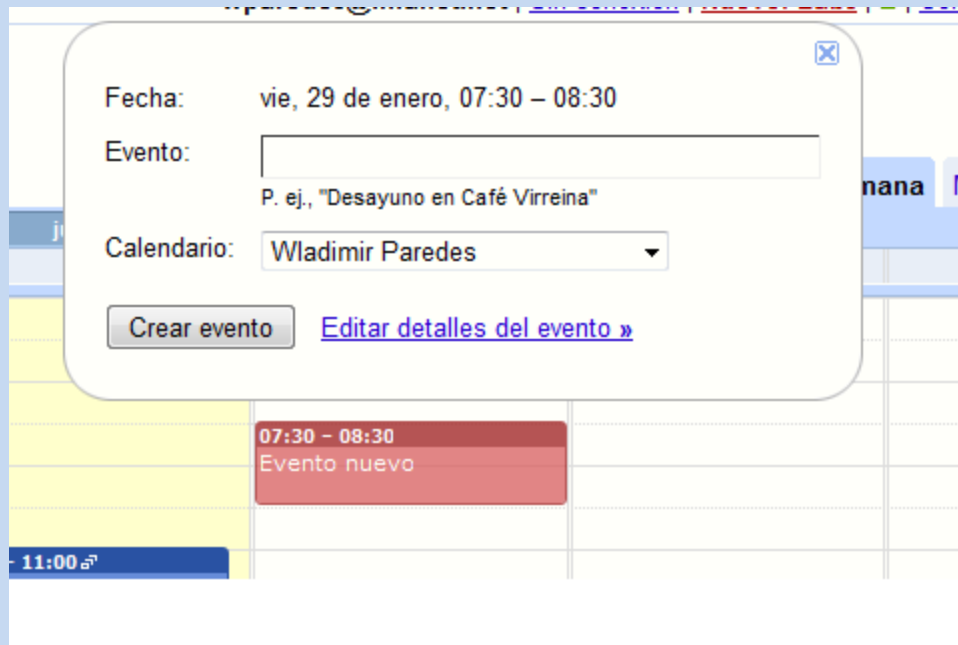 Fecha: vie, 29 de enero, 07:30 – 08:30
Evento:
P. ej., "Desayuno en Café Virreina"
Calendario: Wladimir Paredes
Crear evento Editar detalles del evento »
07:30 – 08:30
Evento nuevo
- 11:00